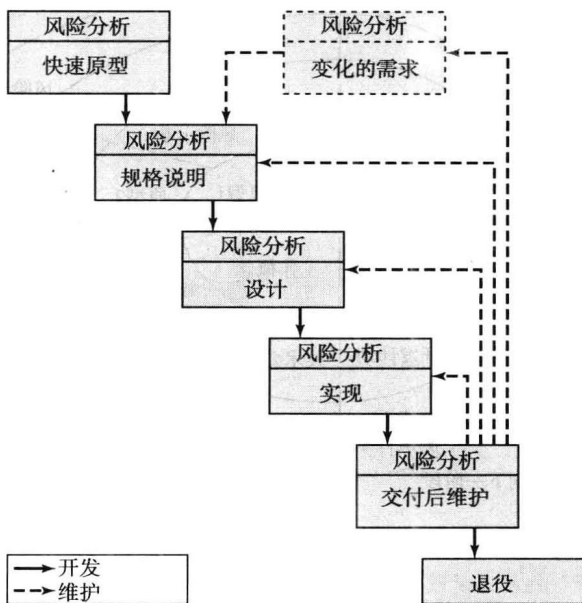 风险分析
快速原型
风险分析
变化的需求
风险分析
规格说明
风险分析
设计
风险分析
实现
风险分析
交付后维护
退役
开发
维护